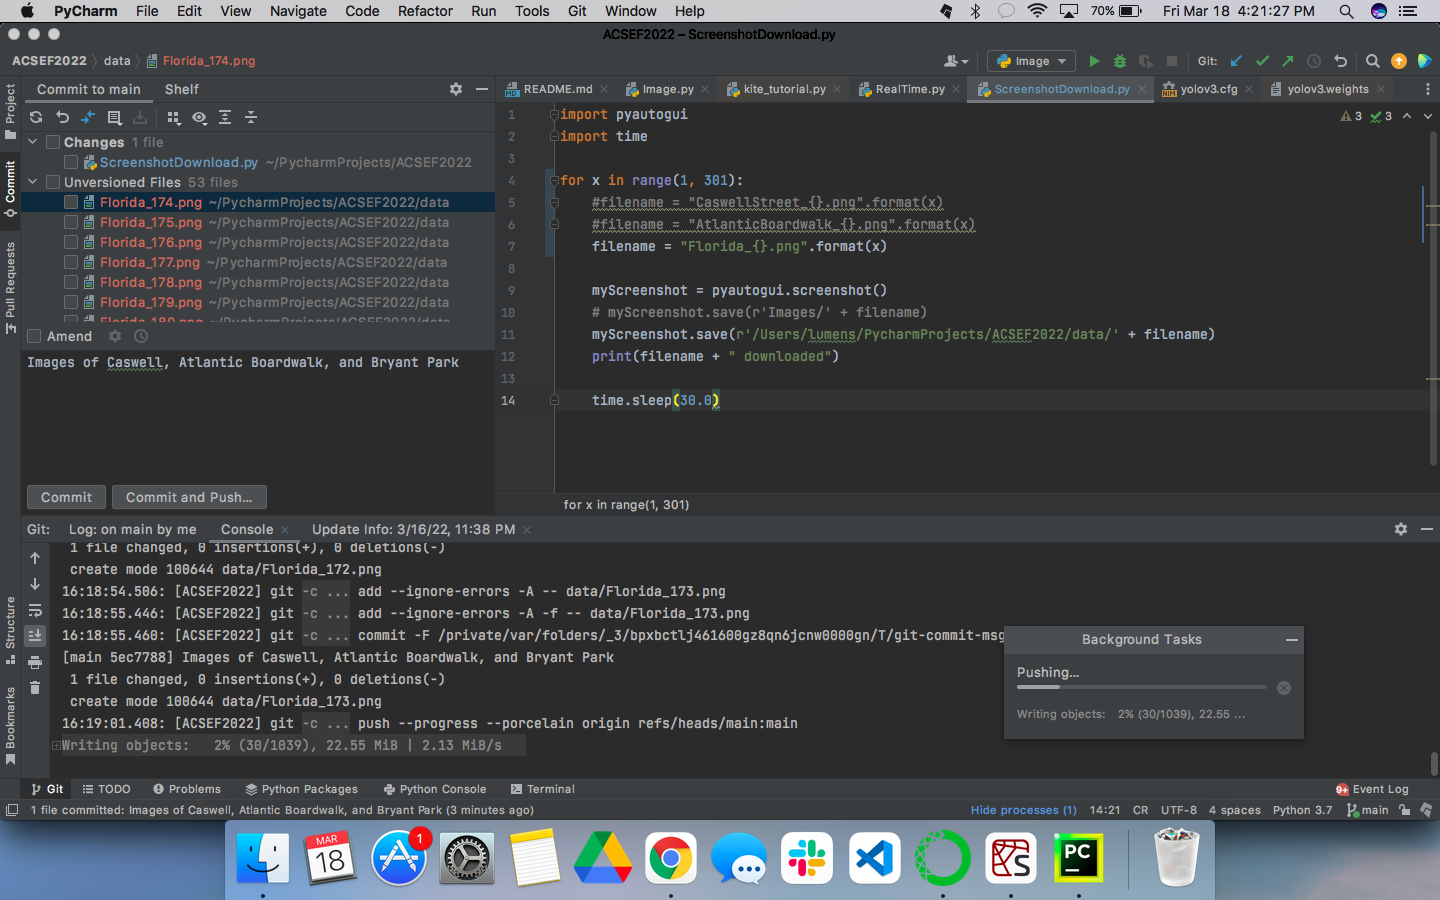 PyCharm File Edit View Navigate Code Refactor Run Tools Git Window Help 70% Fri Mar 18 4:21:27 PM
ACSEF2022 – ScreenshotDownload.py
ACSEF2022 data Florida_174.png Image Git:
Project
Commit
Pull Requests
Structure
Bookmarks
Commit to main Shelf
README.md Image.py kite_tutorial.py RealTime.py ScreenshotDownload.py yolov3.cfg yolov3.weights
Changes 1 file
ScreenshotDownload.py ~/PycharmProjects/ACSEF2022
Unversioned Files 53 files
Florida_174.png ~/PycharmProjects/ACSEF2022/data
Florida_175.png ~/PycharmProjects/ACSEF2022/data
Florida_176.png ~/PycharmProjects/ACSEF2022/data
Florida_177.png ~/PycharmProjects/ACSEF2022/data
Florida_178.png ~/PycharmProjects/ACSEF2022/data
Florida_179.png ~/PycharmProjects/ACSEF2022/data
Florida_180.png ~/PycharmProjects/ACSEF2022/data
Amend
Images of Caswell, Atlantic Boardwalk, and Bryant Park
Commit Commit and Push...
3 3
1 import pyautogui
2 import time
3
4 for x in range(1, 301):
5 #filename = "CaswellStreet_{}.png".format(x)
6 #filename = "AtlanticBoardwalk_{}.png".format(x)
7 filename = "Florida_{}.png".format(x)
8
9 myScreenshot = pyautogui.screenshot()
10 # myScreenshot.save(r'Images/' + filename)
11 myScreenshot.save(r'/Users/lumens/PycharmProjects/ACSEF2022/data/' + filename)
12 print(filename + " downloaded")
13
14 time.sleep(30.0)
for x in range(1, 301)
Git: Log: on main by me Console Update Info: 3/16/22, 11:38 PM
1 file changed, 0 insertions(+), 0 deletions(-)
create mode 100644 data/Florida_172.png
16:18:54.506: [ACSEF2022] git -c ... add --ignore-errors -A -- data/Florida_173.png
16:18:55.446: [ACSEF2022] git -c ... add --ignore-errors -A -f -- data/Florida_173.png
16:18:55.460: [ACSEF2022] git -c ... commit -F /private/var/folders/_3/bpxbctlj461600gz8qn6jcnw0000gn/T/git-commit-msg
[main 5ec7788] Images of Caswell, Atlantic Boardwalk, and Bryant Park
1 file changed, 0 insertions(+), 0 deletions(-)
create mode 100644 data/Florida_173.png
16:19:01.408: [ACSEF2022] git -c ... push --progress --porcelain origin refs/heads/main:main
Writing objects: 2% (30/1039), 22.55 MiB | 2.13 MiB/s
Background Tasks
Pushing...
Writing objects: 2% (30/1039), 22.55 ...
Git TODO Problems Python Packages Python Console Terminal 9+ Event Log
1 file committed: Images of Caswell, Atlantic Boardwalk, and Bryant Park (3 minutes ago) Hide processes (1) 14:21 CR UTF-8 4 spaces Python 3.7 main
MAR
18
1
PC